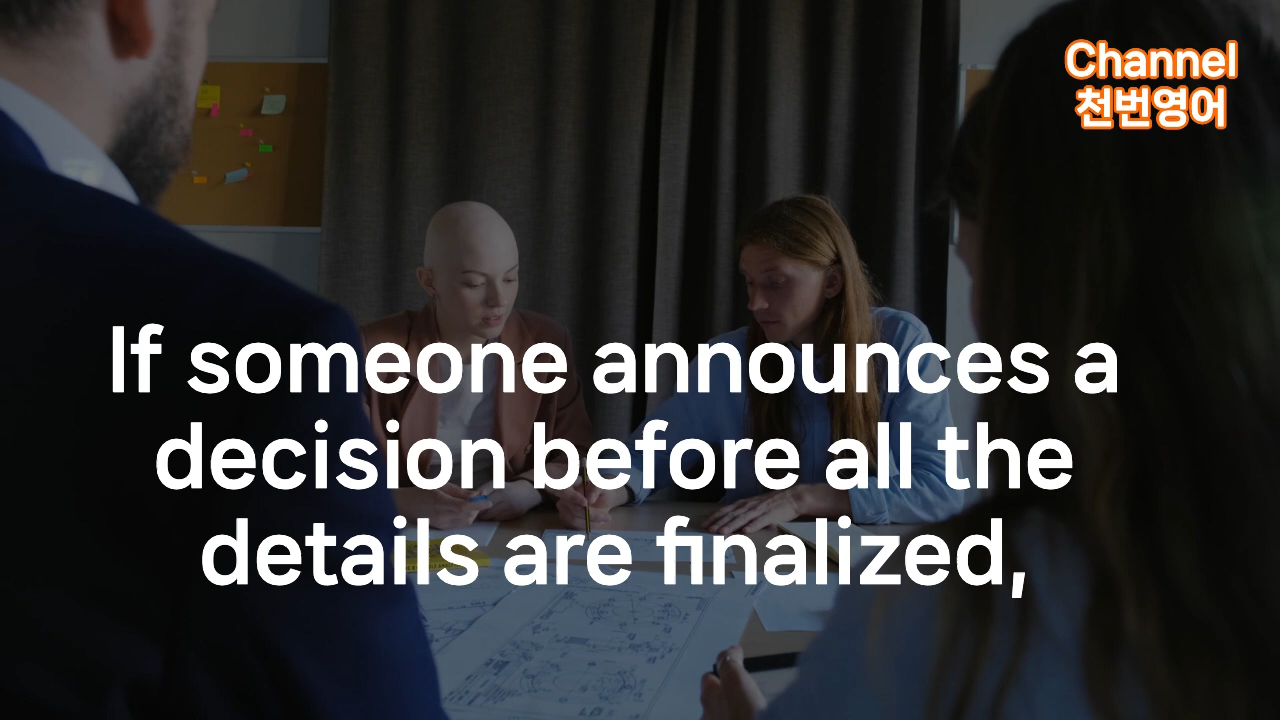 Channel
천번영어
If someone announces a
decision before all the
details are finalized,